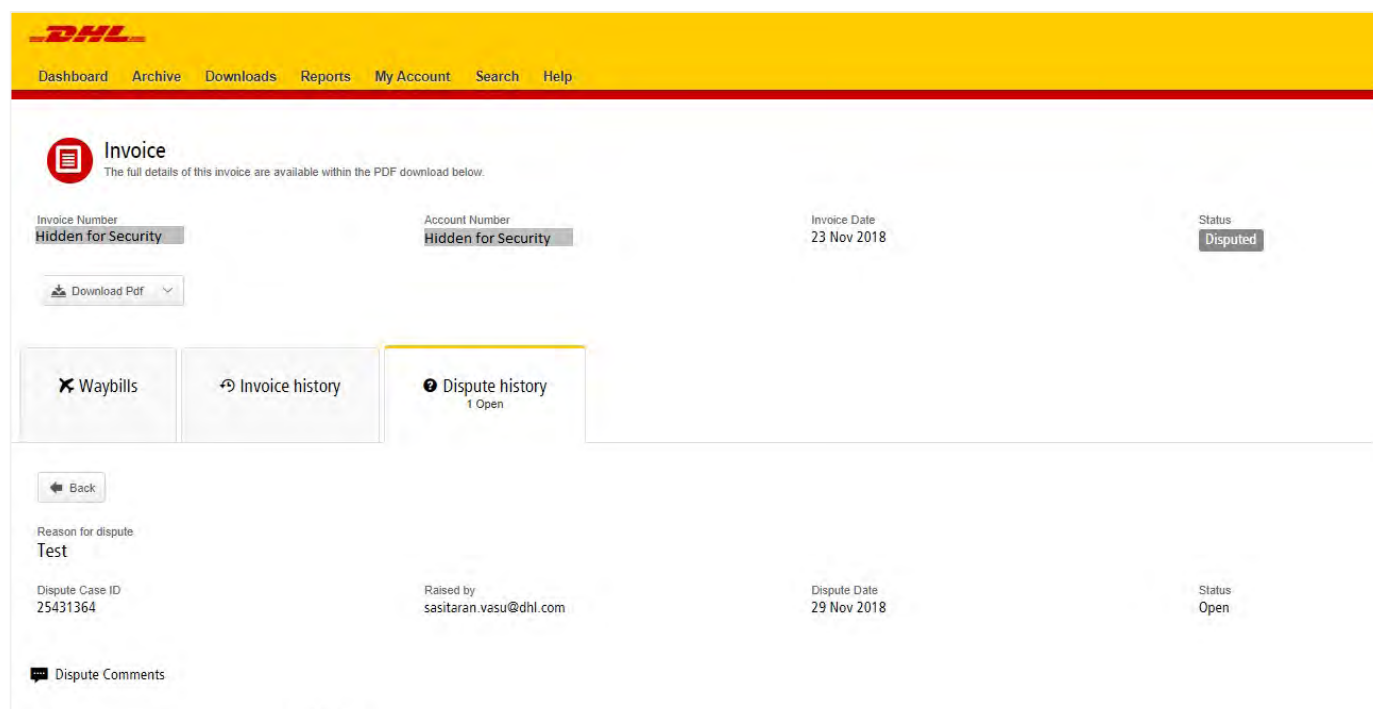 DHL
Dashboard Archive Downloads Reports My Account Search Help
Invoice
The full details of this invoice are available within the PDF download below.
Invoice Number Account Number Invoice Date Status
Hidden for Security Hidden for Security 23 Nov 2018 Disputed
Download Pdf
Waybills Invoice history Dispute history
1 Open
Back
Reason for dispute
Test
Dispute Case ID Raised by Dispute Date Status
25431364 sasitaran.vasu@dhl.com 29 Nov 2018 Open
Dispute Comments